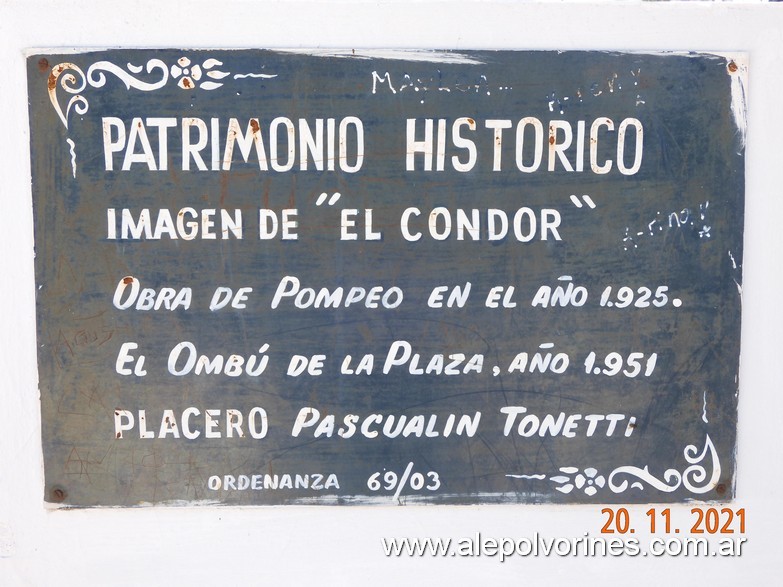 PATRIMONIO HISTORICO
IMAGEN DE "EL CONDOR"
OBRA DE POMPEO EN EL AÑO 1.925.
EL OMBÚ DE LA PLAZA, AÑO 1.951
PLACERO PASCUALIN TONETTI
ORDENANZA 69/03
20. 11. 2021
www.alepolvorines.com.ar